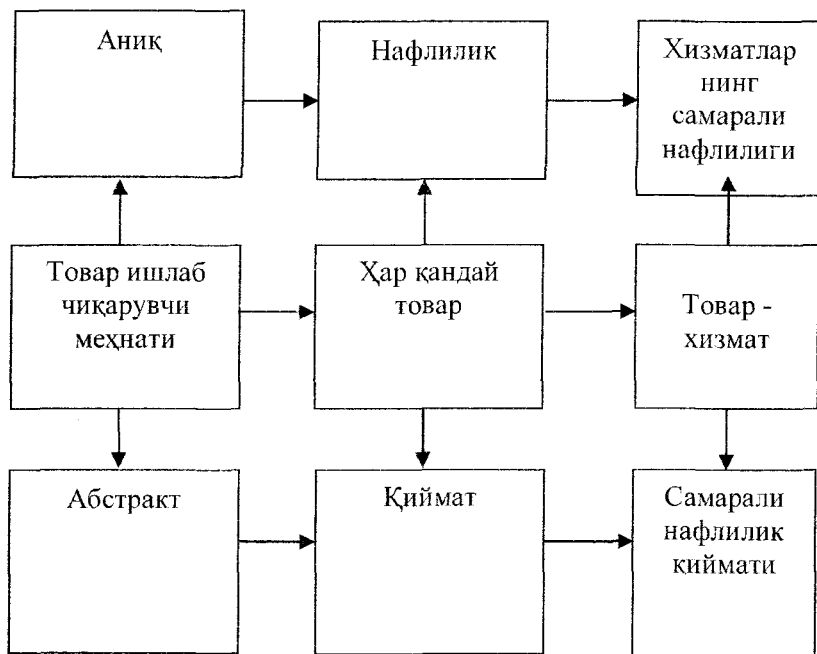 Аниқ
Нафлилик
Хизматлар
нинг
самарали
нафлилиги
Товар ишлаб
чиқарувчи
меҳнати
Ҳар қандай
товар
Товар -
хизмат
Абстракт
Қиймат
Самарали
нафлилик
қиймати